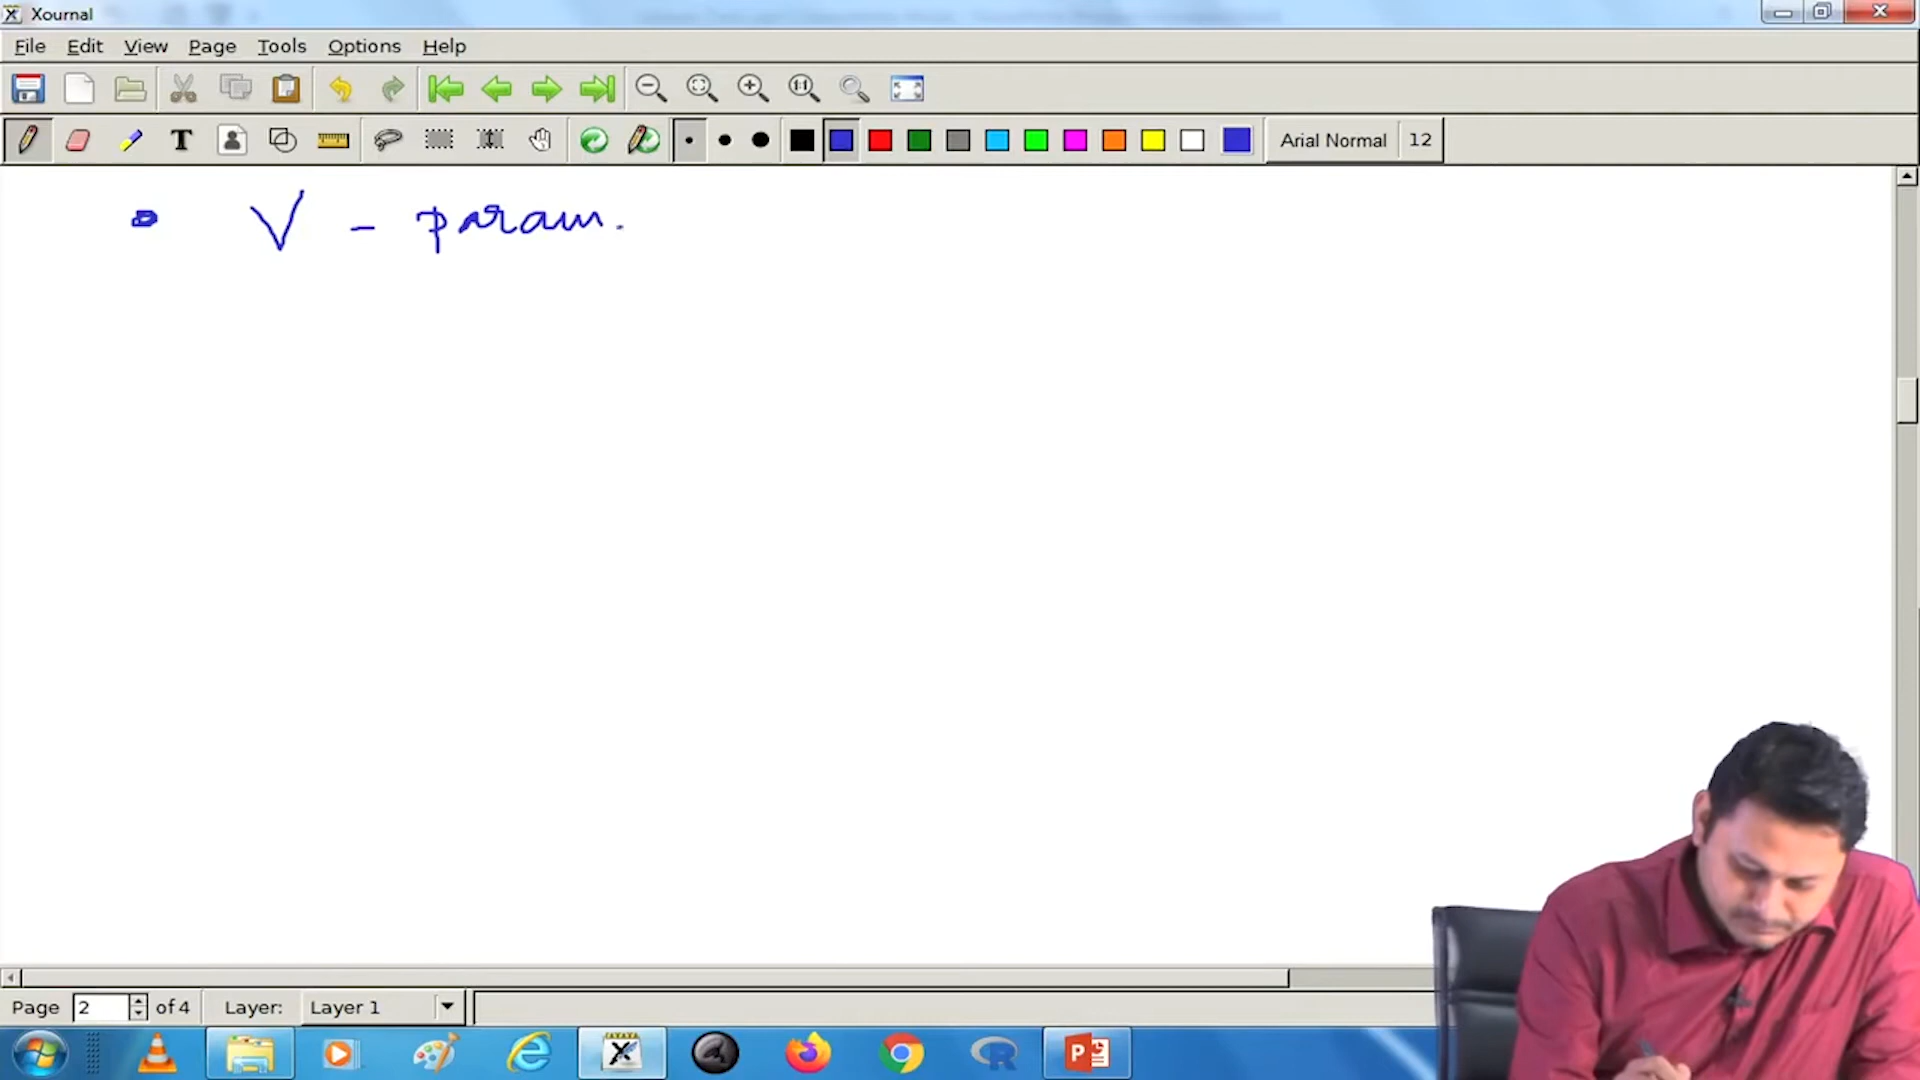 Xournal
File Edit View Page Tools Options Help
T Arial Normal 12
V - param.
Page 2 of 4 Layer: Layer 1